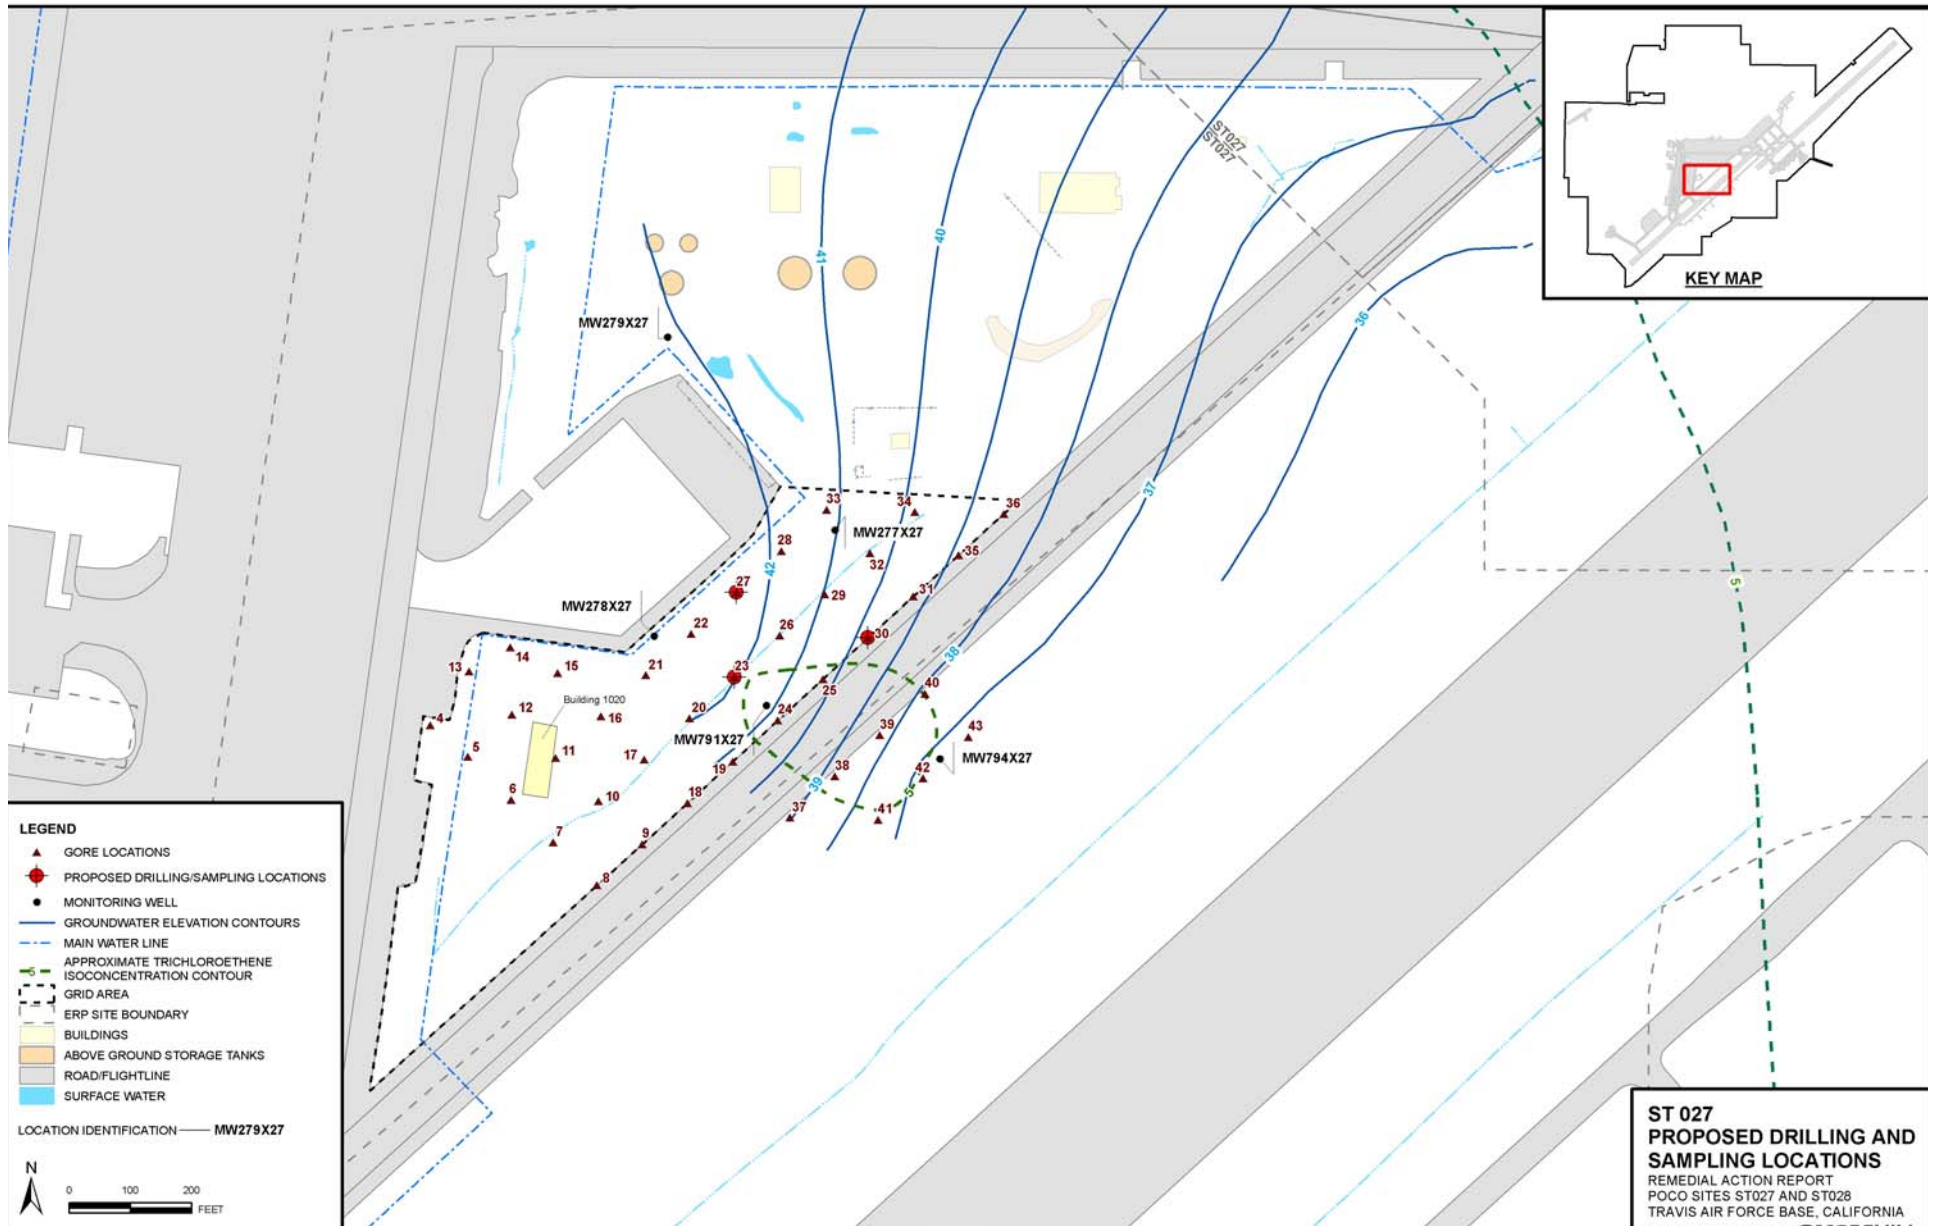 ST027
ST027
KEY MAP
41
40
36
37
42
38
39
5
5
MW279X27
MW277X27
MW278X27
MW791X27
MW794X27
Building 1020
33
34
36
28
32
35
27
29
31
22
26
30
13
14
15
21
23
25
40
4
12
16
20
24
39
43
5
11
17
19
38
42
6
10
18
37
41
7
9
8
LEGEND
GORE LOCATIONS
PROPOSED DRILLING/SAMPLING LOCATIONS
MONITORING WELL
GROUNDWATER ELEVATION CONTOURS
MAIN WATER LINE
5 APPROXIMATE TRICHLOROETHENE
ISOCONCENTRATION CONTOUR
GRID AREA
ERP SITE BOUNDARY
BUILDINGS
ABOVE GROUND STORAGE TANKS
ROAD/FLIGHTLINE
SURFACE WATER
LOCATION IDENTIFICATION MW279X27
N
0 100 200
FEET
ST 027
PROPOSED DRILLING AND
SAMPLING LOCATIONS
REMEDIAL ACTION REPORT
POCO SITES ST027 AND ST028
TRAVIS AIR FORCE BASE, CALIFORNIA